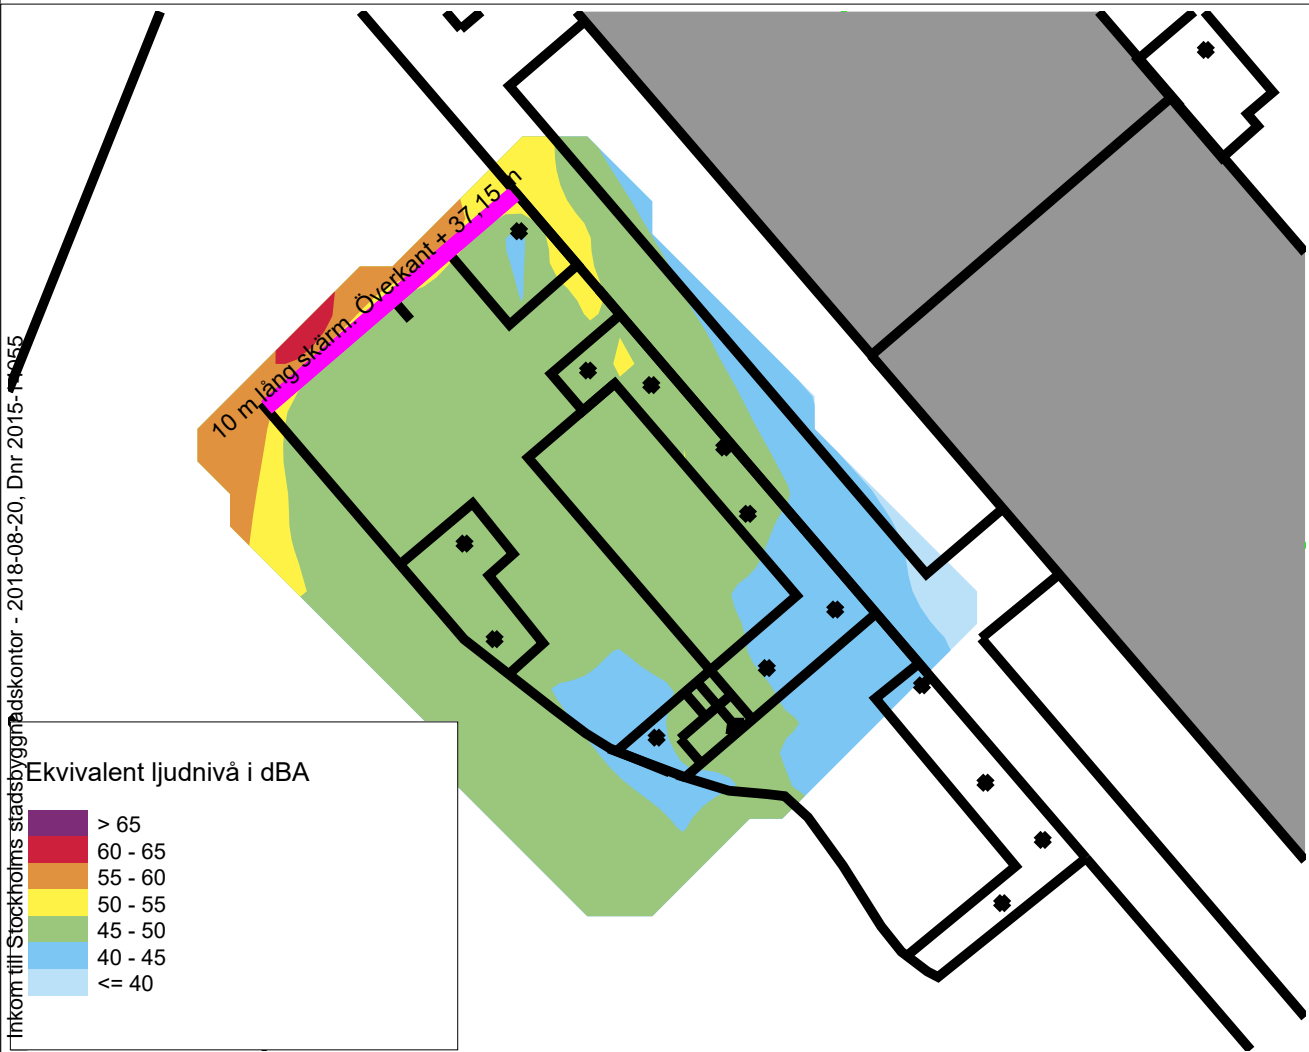 10 m lång skärm. Överkant + 37,15 m
Inkom till Stockholms stadsbyggnadskontor - 2018-08-20, Dnr 2015-14055
Ekvivalent ljudnivå i dBA
> 65
60 - 65
55 - 60
50 - 55
45 - 50
40 - 45
<= 40